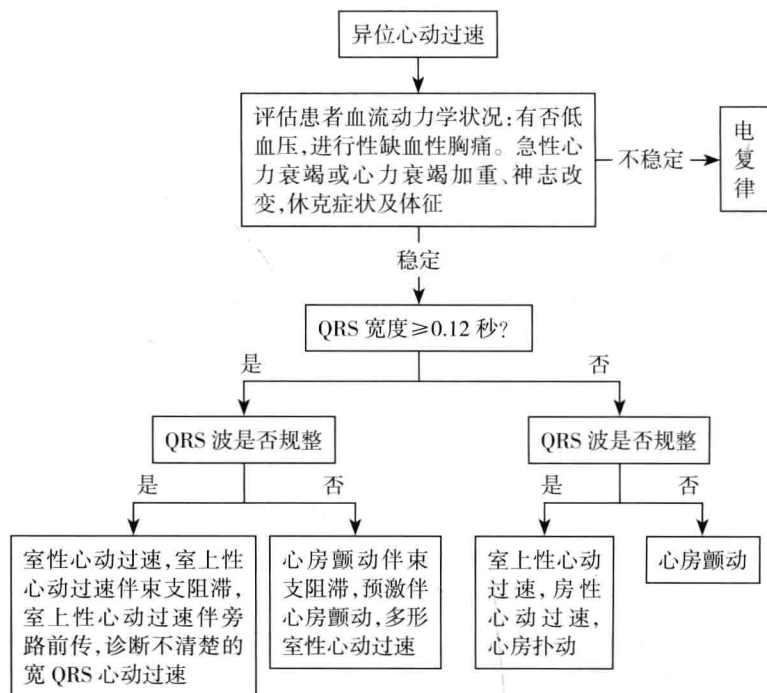 异位心动过速
评估患者血流动力学状况:有否低
血压,进行性缺血性胸痛。急性心
力衰竭或心力衰竭加重、神志改
变,休克症状及体征
不稳定
电
复
律
稳定
QRS 宽度≥0.12 秒?
是
否
QRS 波是否规整
QRS 波是否规整
是
否
是
否
室性心动过速,室上性
心动过速伴束支阻滞,
室上性心动过速伴旁
路前传,诊断不清楚的
宽 QRS 心动过速
心房颤动伴束
支阻滞,预激伴
心房颤动,多形
室性心动过速
室上性心动
过速,房性
心动过速,
心房扑动
心房颤动